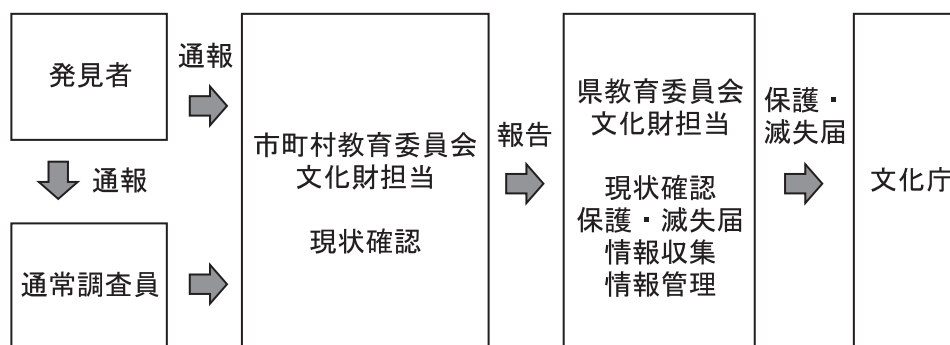 発見者
通報
通報
通常調査員
市町村教育委員会
文化財担当
現状確認
報告
県教育委員会
文化財担当
現状確認
保護・滅失届
情報収集
情報管理
保護・
滅失届
文化庁